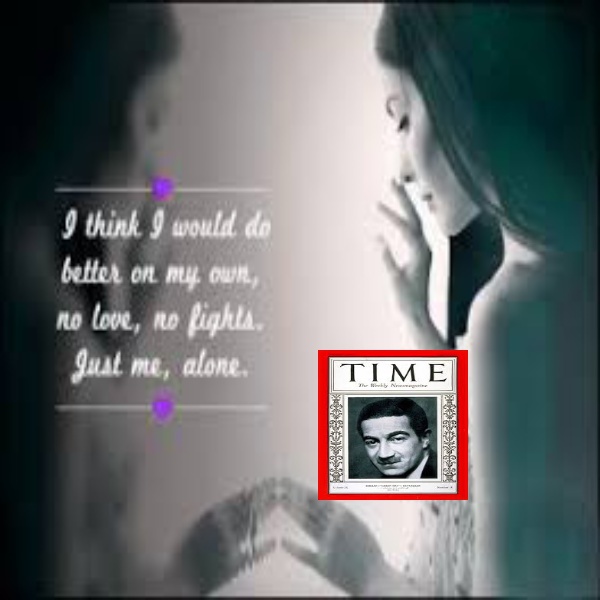 I think I would do
better on my own,
no love, no fights.
Just me, alone.
TIME
The Weekly Newsmagazine